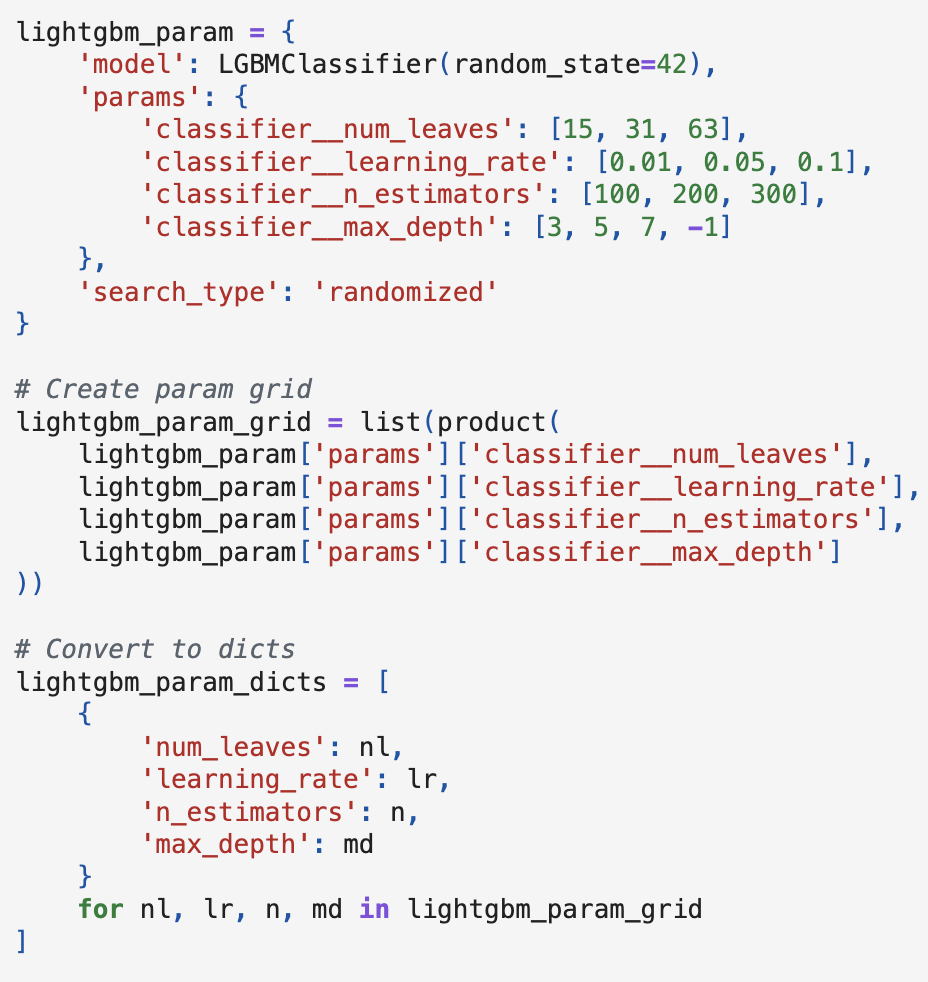 lightgbm_param = {
    'model': LGBMClassifier(random_state=42),
    'params': {
        'classifier__num_leaves': [15, 31, 63],
        'classifier__learning_rate': [0.01, 0.05, 0.1],
        'classifier__n_estimators': [100, 200, 300],
        'classifier__max_depth': [3, 5, 7, -1]
    },
    'search_type': 'randomized'
}

# Create param grid
lightgbm_param_grid = list(product(
    lightgbm_param['params']['classifier__num_leaves'],
    lightgbm_param['params']['classifier__learning_rate'],
    lightgbm_param['params']['classifier__n_estimators'],
    lightgbm_param['params']['classifier__max_depth']
))

# Convert to dicts
lightgbm_param_dicts = [
    {
        'num_leaves': nl,
        'learning_rate': lr,
        'n_estimators': n,
        'max_depth': md
    }
    for nl, lr, n, md in lightgbm_param_grid
]